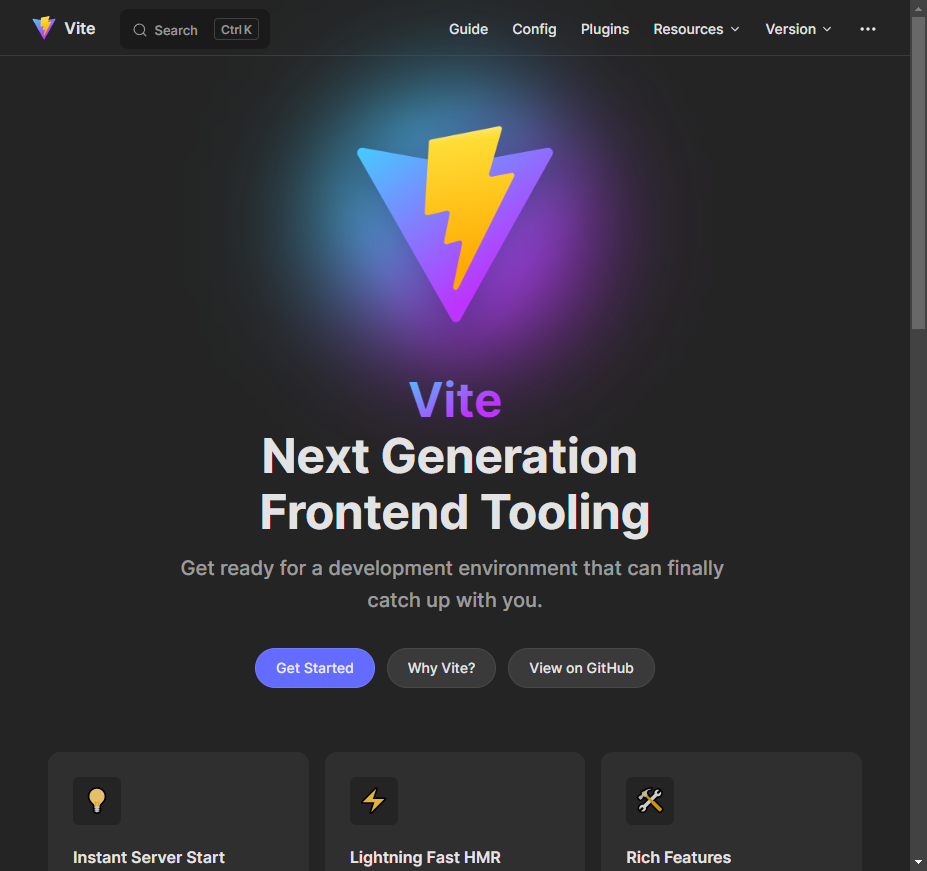 Vite
Search
Ctrl K
Guide
Config
Plugins
Resources
Version
Vite
Next Generation
Frontend Tooling
Get ready for a development environment that can finally
catch up with you.
Get Started
Why Vite?
View on GitHub
Instant Server Start
Lightning Fast HMR
Rich Features